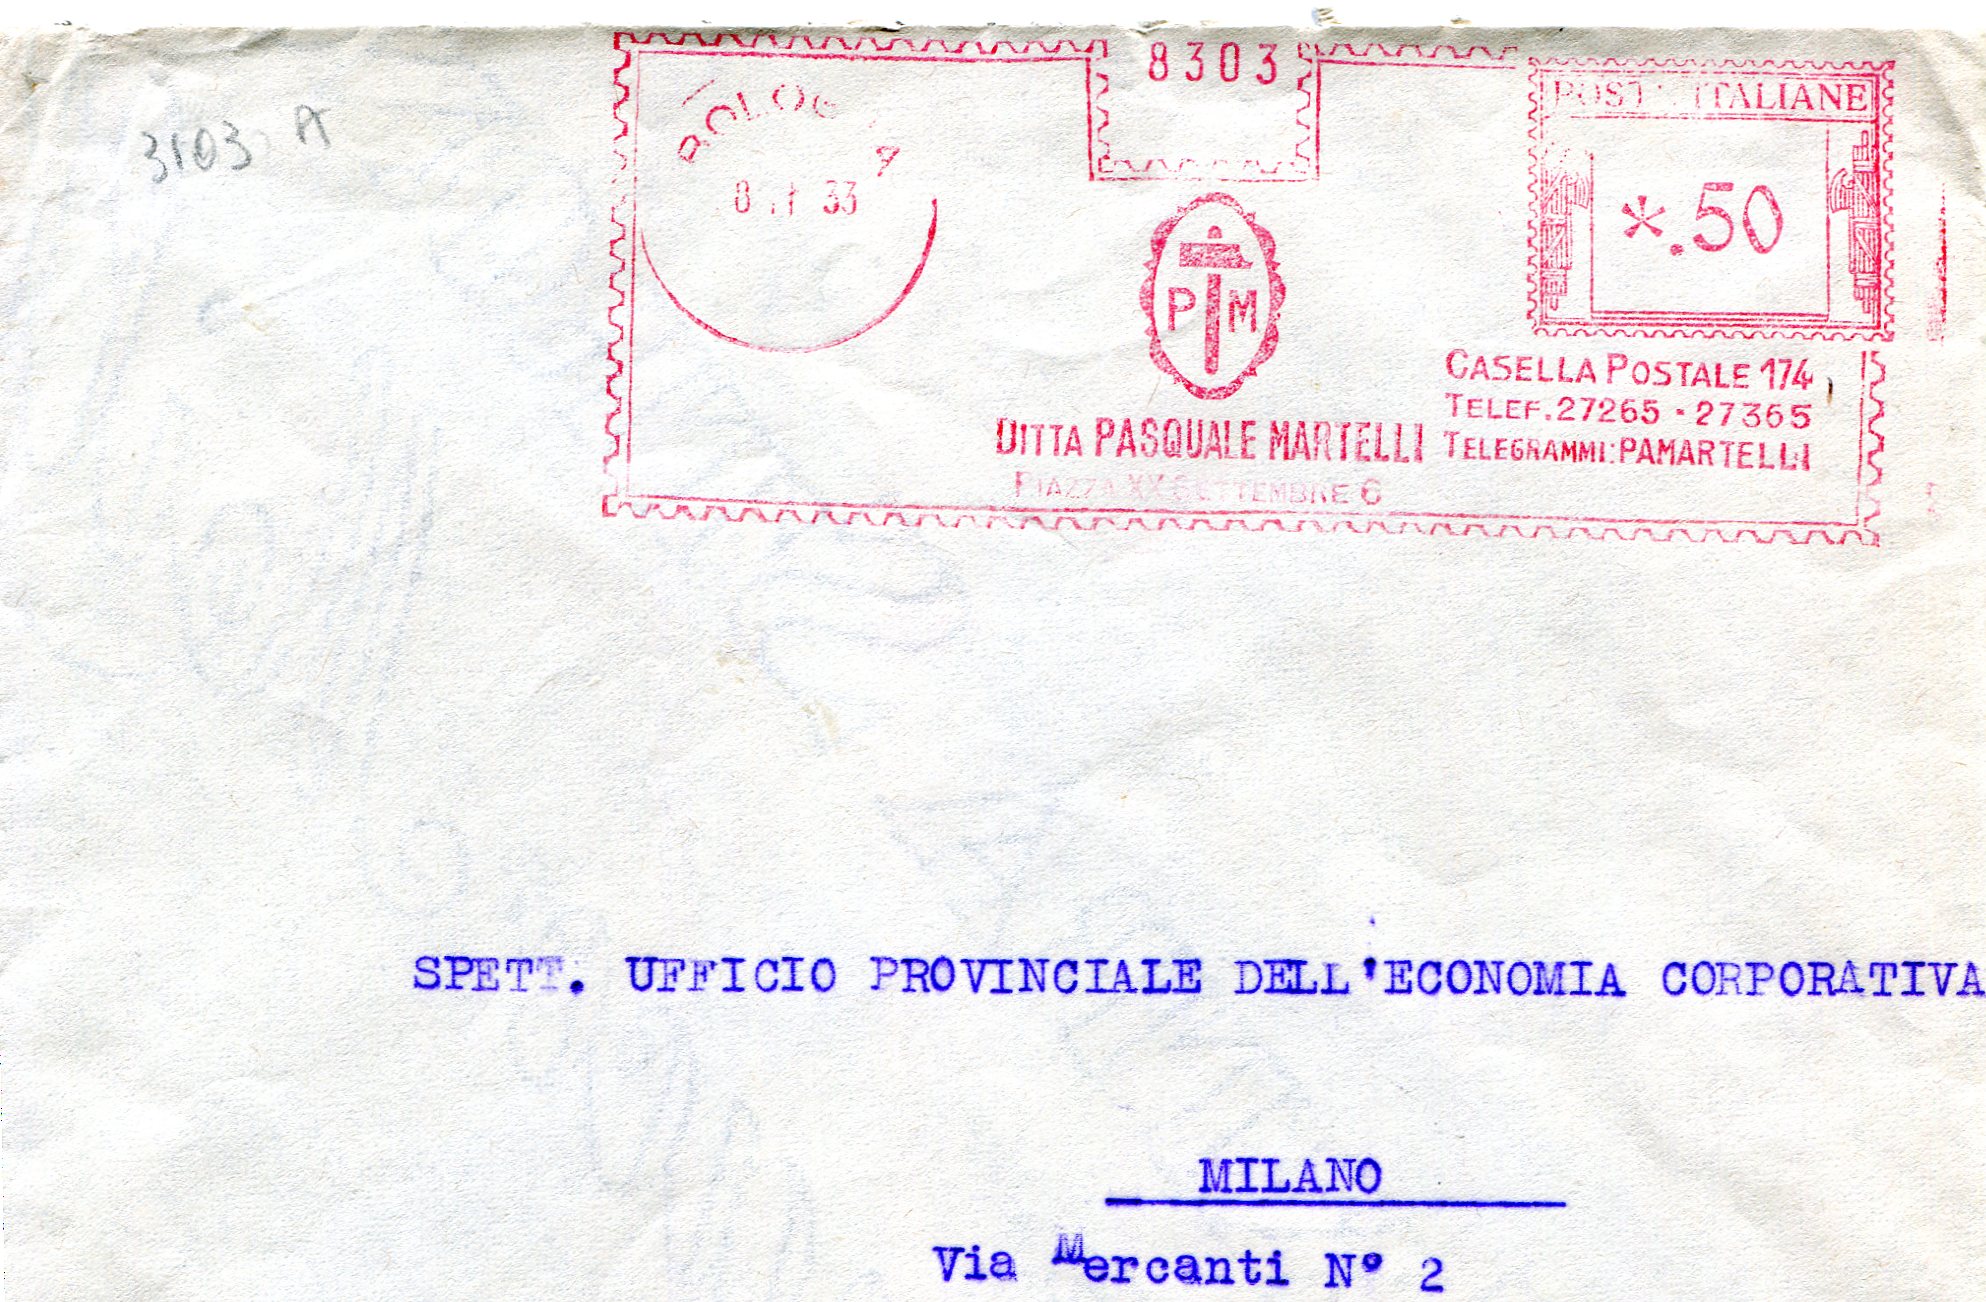 3103 A
8303
POSTE ITALIANE
BOLOGNA
8 . 1 33
*.50
P M
CASELLA POSTALE 174
TELEF. 27265 - 27365
DITTA PASQUALE MARTELLI
TELEGRAMMI: PAMARTELLI
PIAZZA XX SETTEMBRE 6
SPETT. UFFICIO PROVINCIALE DELL'ECONOMIA CORPORATIVA
MILANO
Via Mercanti N° 2